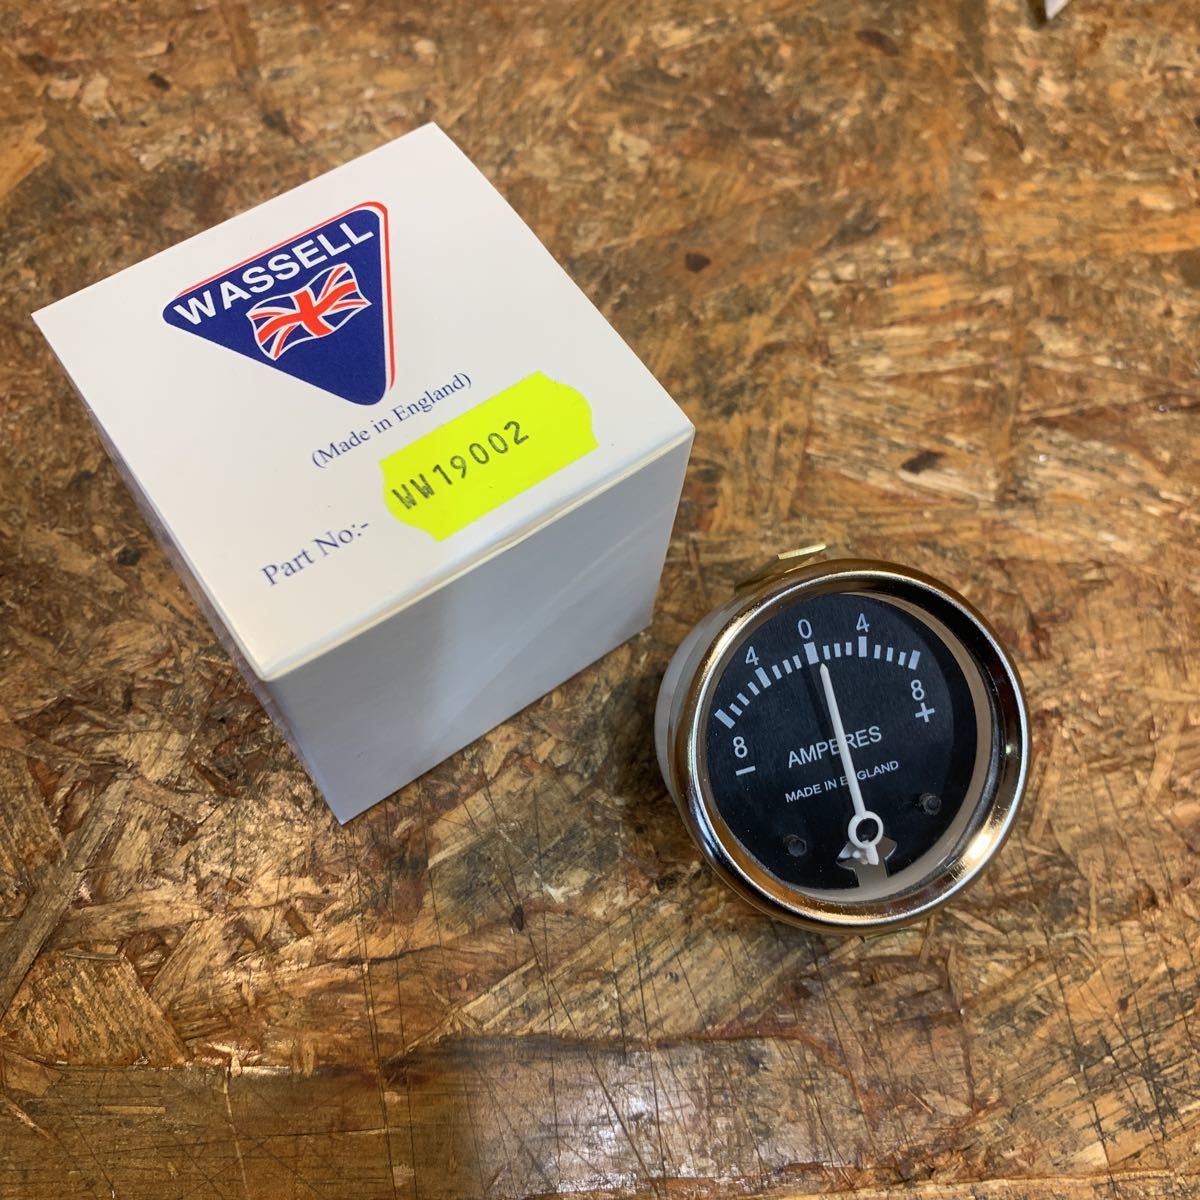 WASSELL
(Made in England)
Part No:- WW19002
8 4 0 4 8
- +
AMPERES
MADE IN ENGLAND